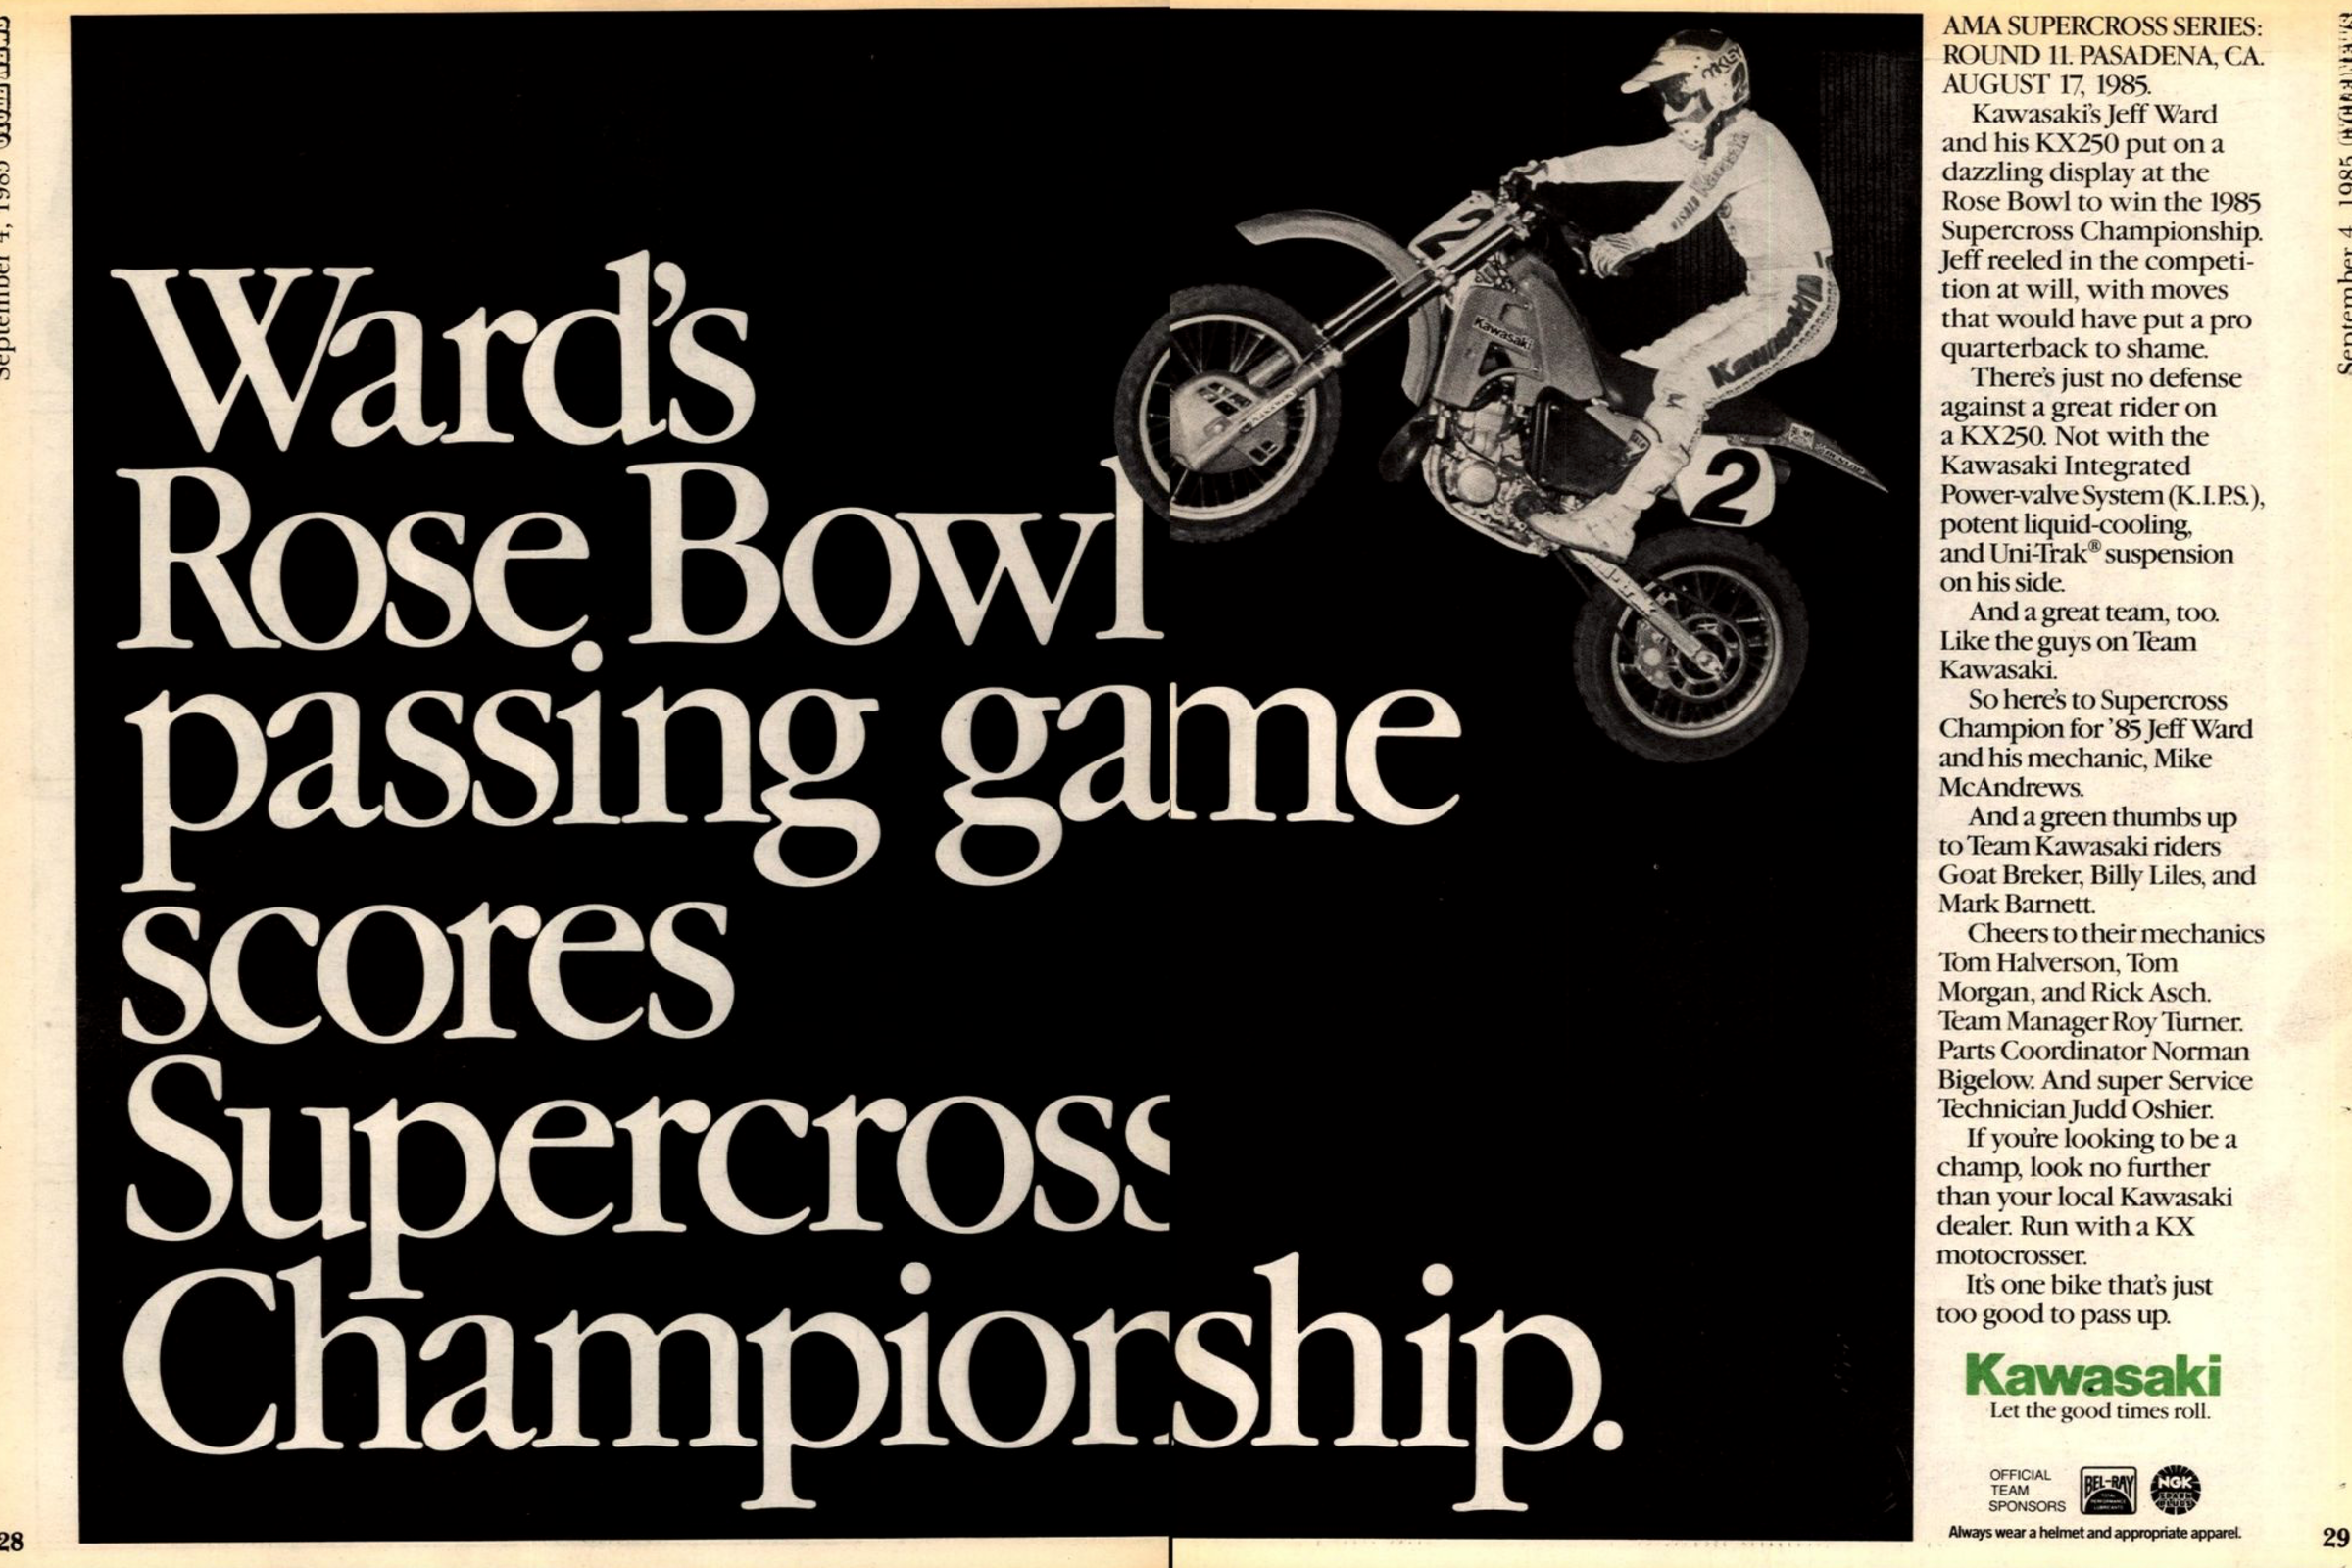 September 4, 1985
Ward's
Rose Bowl
passing game
scores
Supercross
Championship.
OAKLEY
2
Kawasaki
Kawasaki
2
AMA SUPERCROSS SERIES:
ROUND 11. PASADENA, CA.
AUGUST 17, 1985.
Kawasaki's Jeff Ward
and his KX250 put on a
dazzling display at the
Rose Bowl to win the 1985
Supercross Championship.
Jeff reeled in the competi-
tion at will, with moves
that would have put a pro
quarterback to shame.
There's just no defense
against a great rider on
a KX250. Not with the
Kawasaki Integrated
Power-valve System (K.I.P.S.),
potent liquid-cooling,
and Uni-Trak® suspension
on his side.
And a great team, too.
Like the guys on Team
Kawasaki.
So here's to Supercross
Champion for '85 Jeff Ward
and his mechanic, Mike
McAndrews.
And a green thumbs up
to Team Kawasaki riders
Goat Breker, Billy Liles, and
Mark Barnett.
Cheers to their mechanics
Tom Halverson, Tom
Morgan, and Rick Asch.
Team Manager Roy Turner.
Parts Coordinator Norman
Bigelow. And super Service
Technician Judd Oshier.
If you're looking to be a
champ, look no further
than your local Kawasaki
dealer. Run with a KX
motocrosser.
It's one bike that's just
too good to pass up.
Kawasaki
Let the good times roll.
OFFICIAL
TEAM
SPONSORS
BEL-RAY
NGK
Always wear a helmet and appropriate apparel.
28
29
September 4, 1985